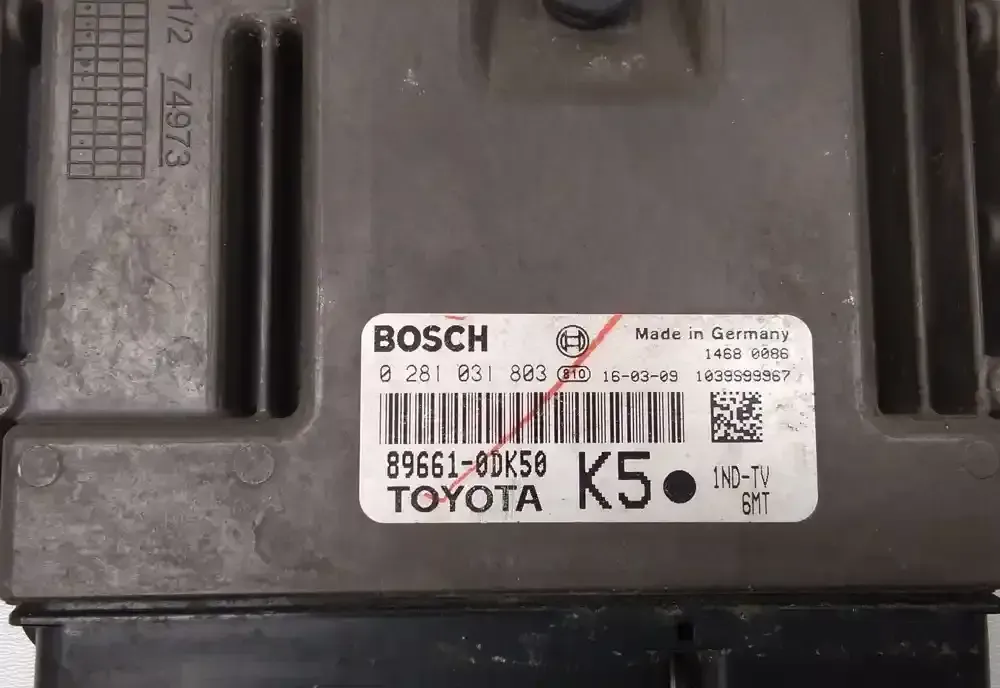 1/2 74973
BOSCH Made in Germany
1468 0086
0 281 031 803 810 16-03-09 1039S99967
89661-0DK50
TOYOTA
K5●
1ND-TV
6MT